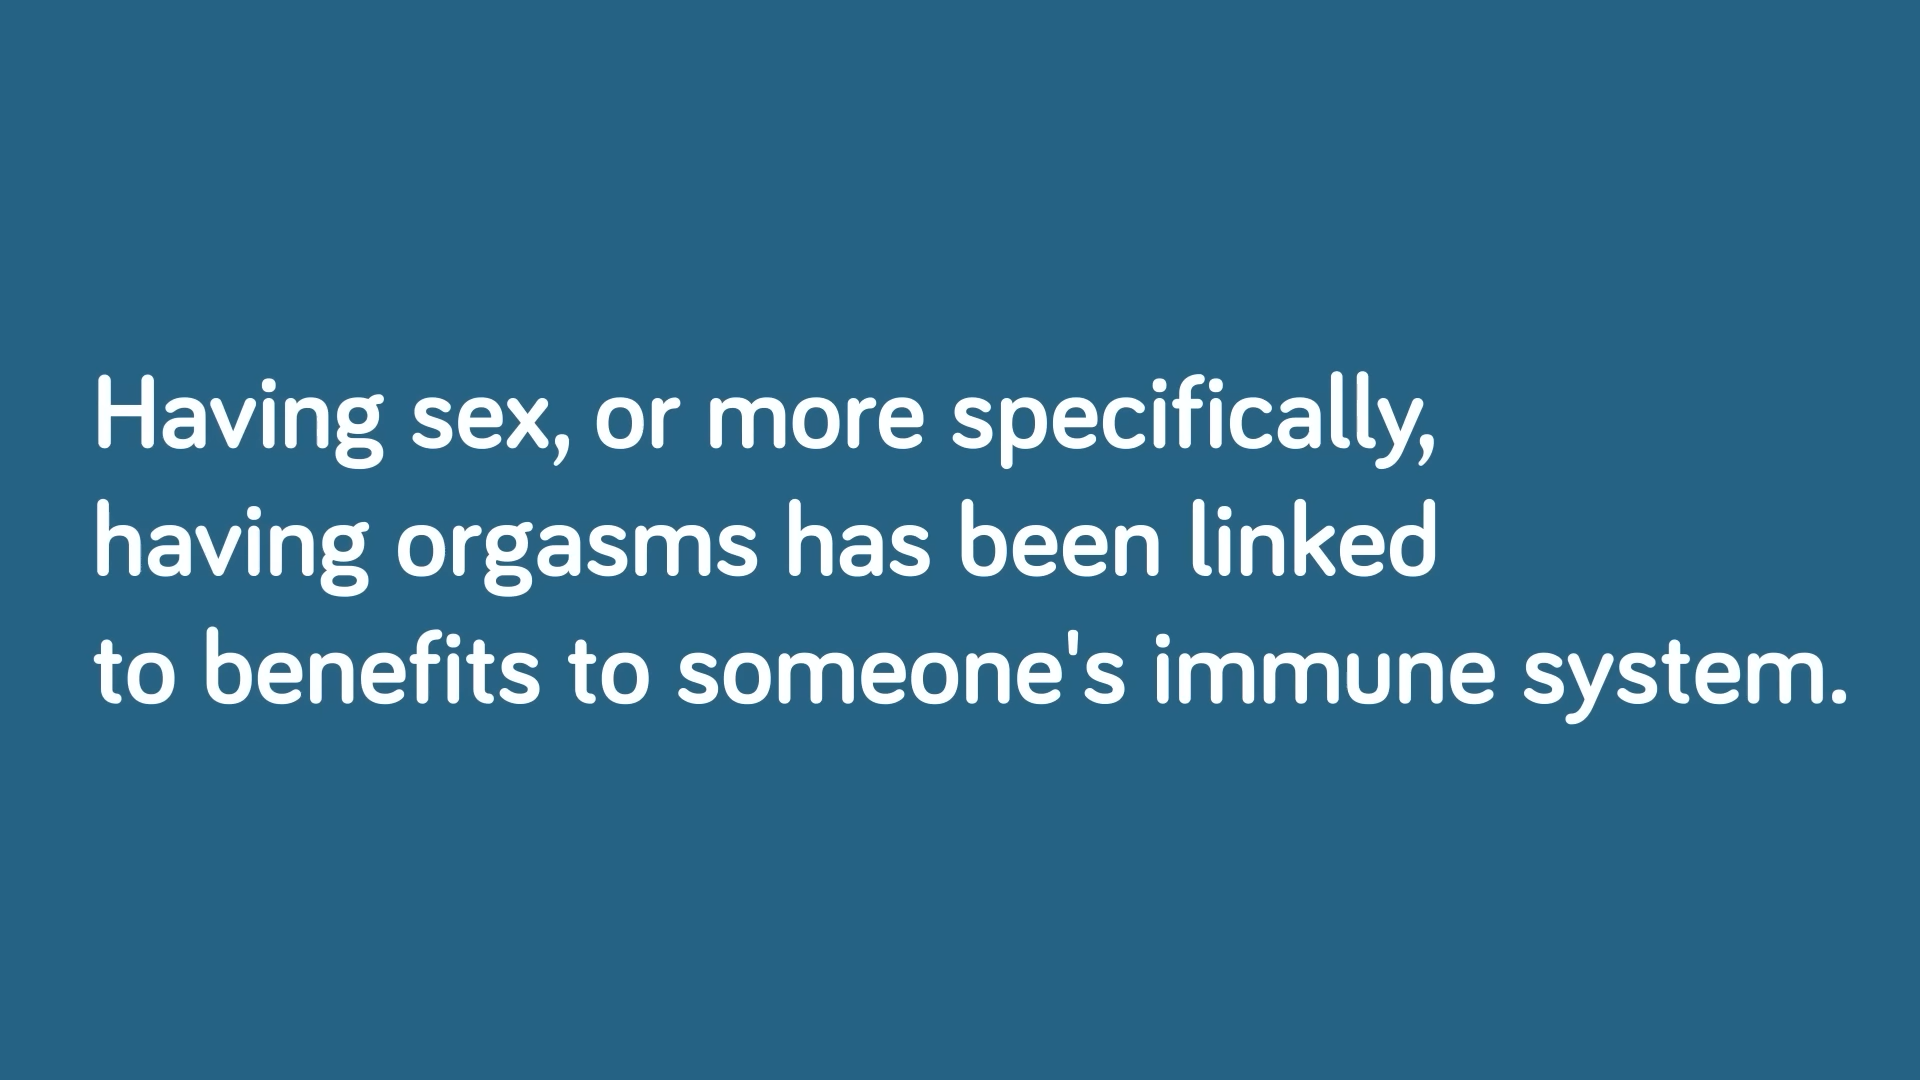 Having sex, or more specifically,
having orgasms has been linked
to benefits to someone's immune system.